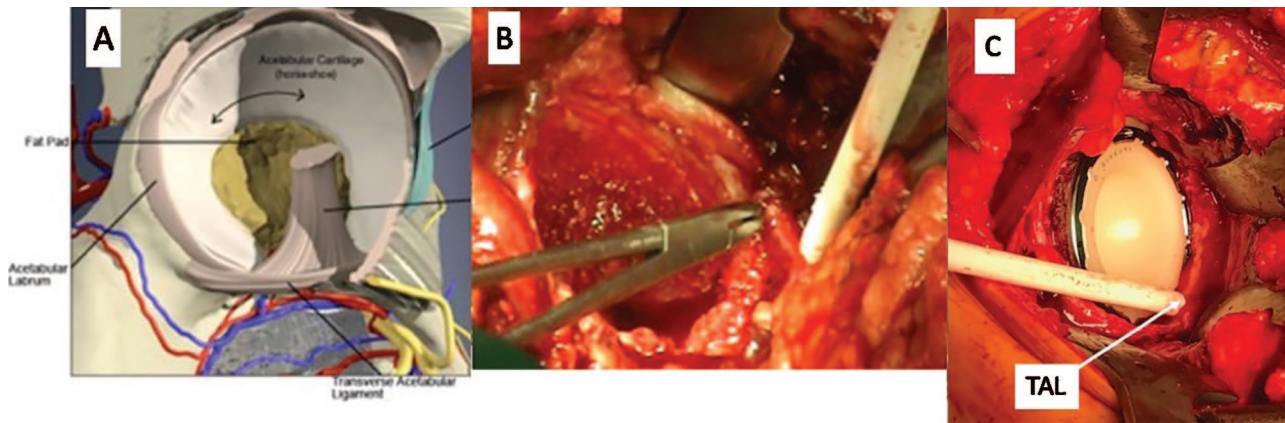 A
Acetabular Cartilage
(horseshoe)
Fat Pad
Acetabular
Labrum
Transverse Acetabular
Ligament
B
C
TAL